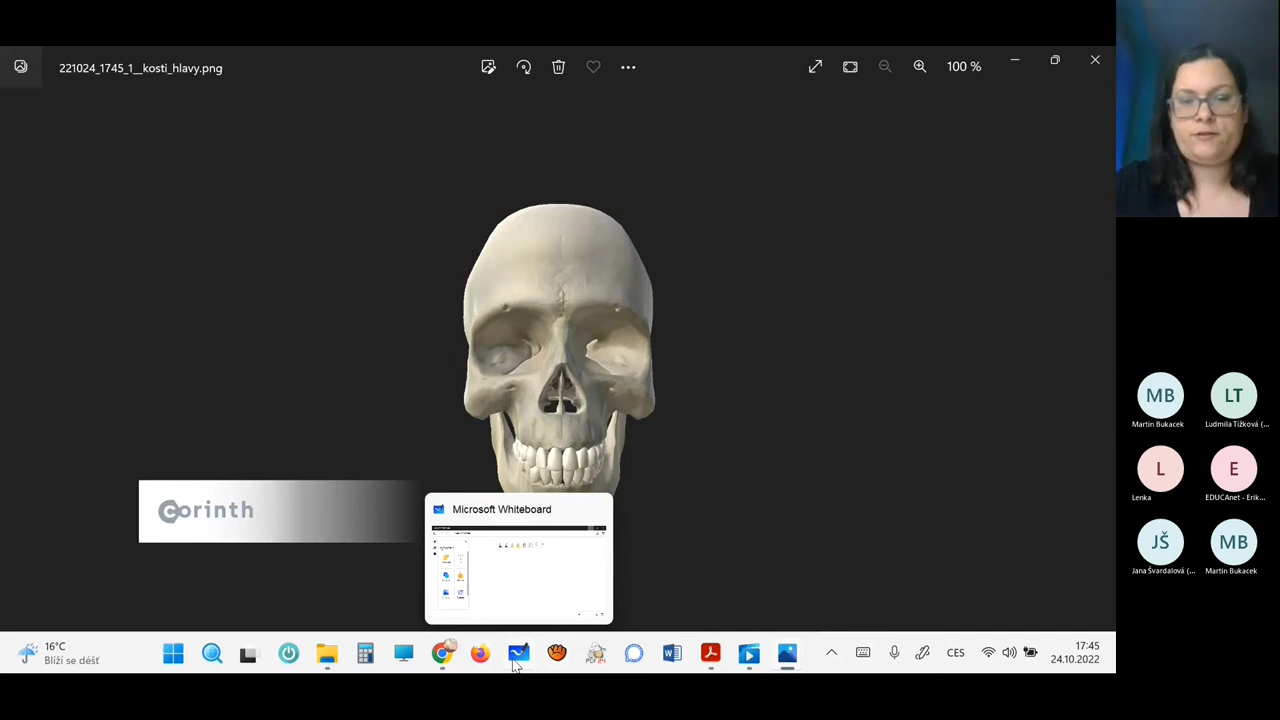 221024_1745_1__kosti_hlavy.png
100 %
corinth
Microsoft Whiteboard
MB
LT
Martin Bukacek
Ludmila Tížková (...
L
E
Lenka
EDUCAnet - Erik...
JŠ
MB
Jana Švardalová (...
Martin Bukacek
16°C
Blíží se déšť
CES
17:45
24.10.2022